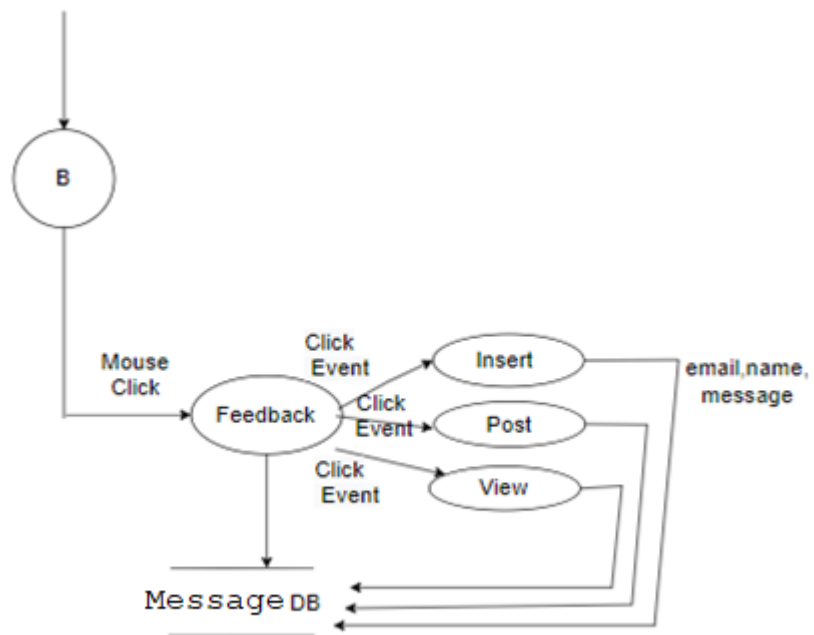 B
Mouse
Click
Feedback
Click
Event
Click
Event
Click
Event
Insert
Post
View
email,name,
message
Message DB